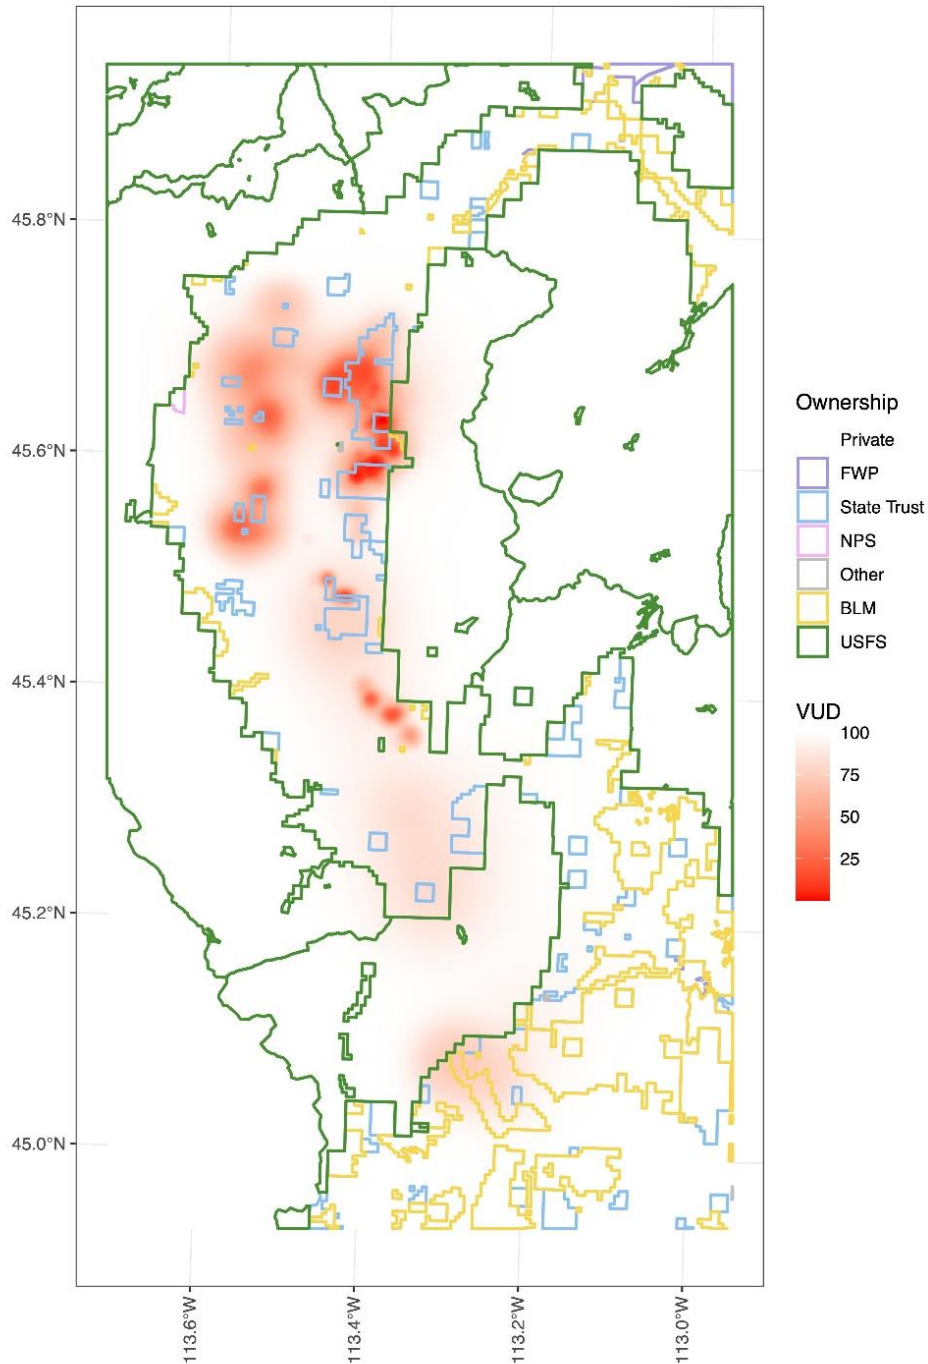 45.8°N
45.6°N
45.4°N
45.2°N
45.0°N
113.6°W
113.4°W
113.2°W
113.0°W
Ownership
Private
FWP
State Trust
NPS
Other
BLM
USFS
VUD
100
75
50
25